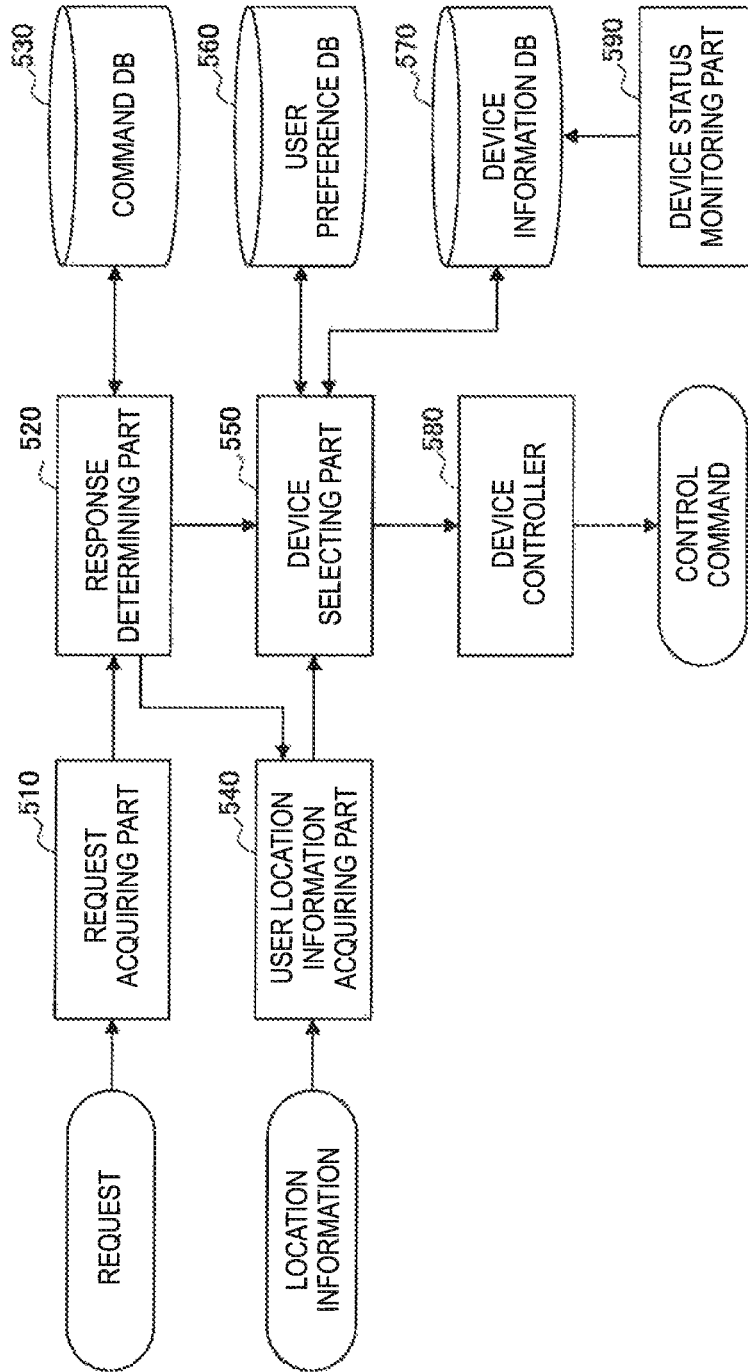 REQUEST
510
REQUEST
ACQUIRING PART
520
RESPONSE
DETERMINING PART
530
COMMAND DB
LOCATION
INFORMATION
540
USER LOCATION
INFORMATION
ACQUIRING PART
550
DEVICE
SELECTING PART
560
USER
PREFERENCE DB
580
DEVICE
CONTROLLER
570
DEVICE
INFORMATION DB
CONTROL
COMMAND
590
DEVICE STATUS
MONITORING PART